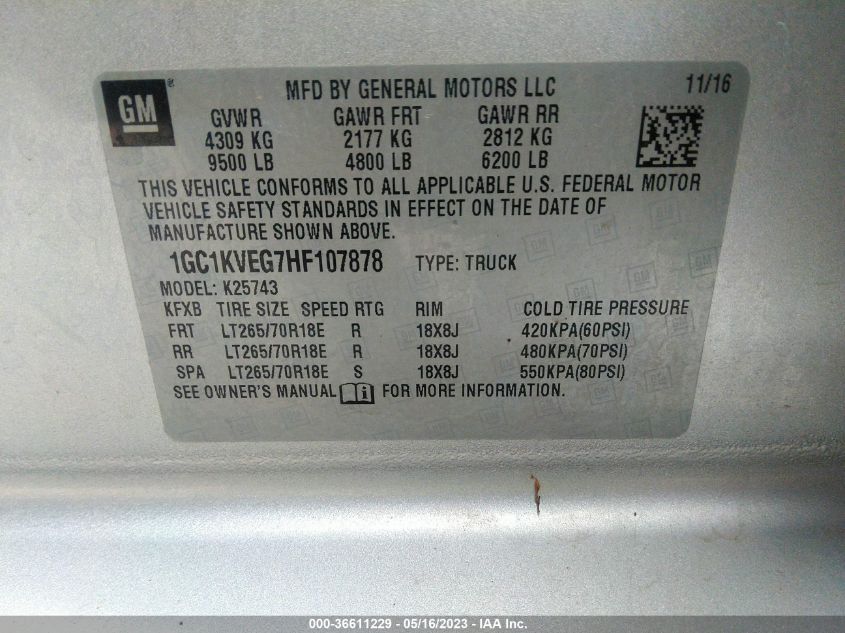 GM ® MFD BY GENERAL MOTORS LLC 11/16
GVWR GAWR FRT GAWR RR
4309 KG 2177 KG 2812 KG
9500 LB 4800 LB 6200 LB
THIS VEHICLE CONFORMS TO ALL APPLICABLE U.S. FEDERAL MOTOR
VEHICLE SAFETY STANDARDS IN EFFECT ON THE DATE OF
MANUFACTURE SHOWN ABOVE.
1GC1KVEG7HF107878 TYPE: TRUCK
MODEL: K25743
KFXB TIRE SIZE SPEED RTG RIM COLD TIRE PRESSURE
FRT LT265/70R18E R 18X8J 420KPA(60PSI)
RR LT265/70R18E R 18X8J 480KPA(70PSI)
SPA LT265/70R18E S 18X8J 550KPA(80PSI)
SEE OWNER'S MANUAL i FOR MORE INFORMATION.
000-36611229 - 05/16/2023 - IAA Inc.